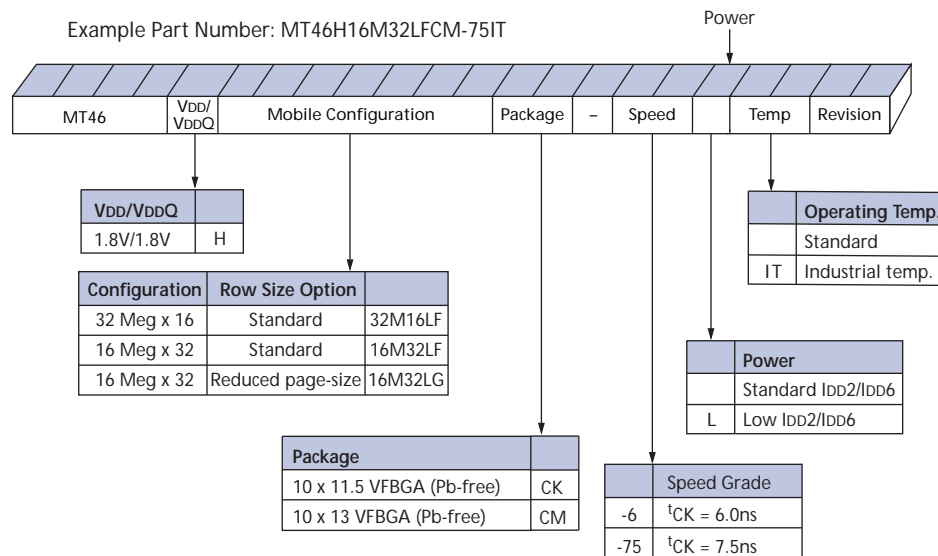 Example Part Number: MT46H16M32LFCM-75IT
Power
MT46
VDD/
VDDQ
Mobile Configuration
Package
–
Speed
Temp
Revision
VDD/VDDQ
1.8V/1.8V H
Operating Temp.
Standard
IT Industrial temp.
Configuration Row Size Option
32 Meg x 16 Standard 32M16LF
16 Meg x 32 Standard 16M32LF
16 Meg x 32 Reduced page-size 16M32LG
Power
Standard IDD2/IDD6
L Low IDD2/IDD6
Package
10 x 11.5 VFBGA (Pb-free) CK
10 x 13 VFBGA (Pb-free) CM
Speed Grade
-6 tCK = 6.0ns
-75 tCK = 7.5ns